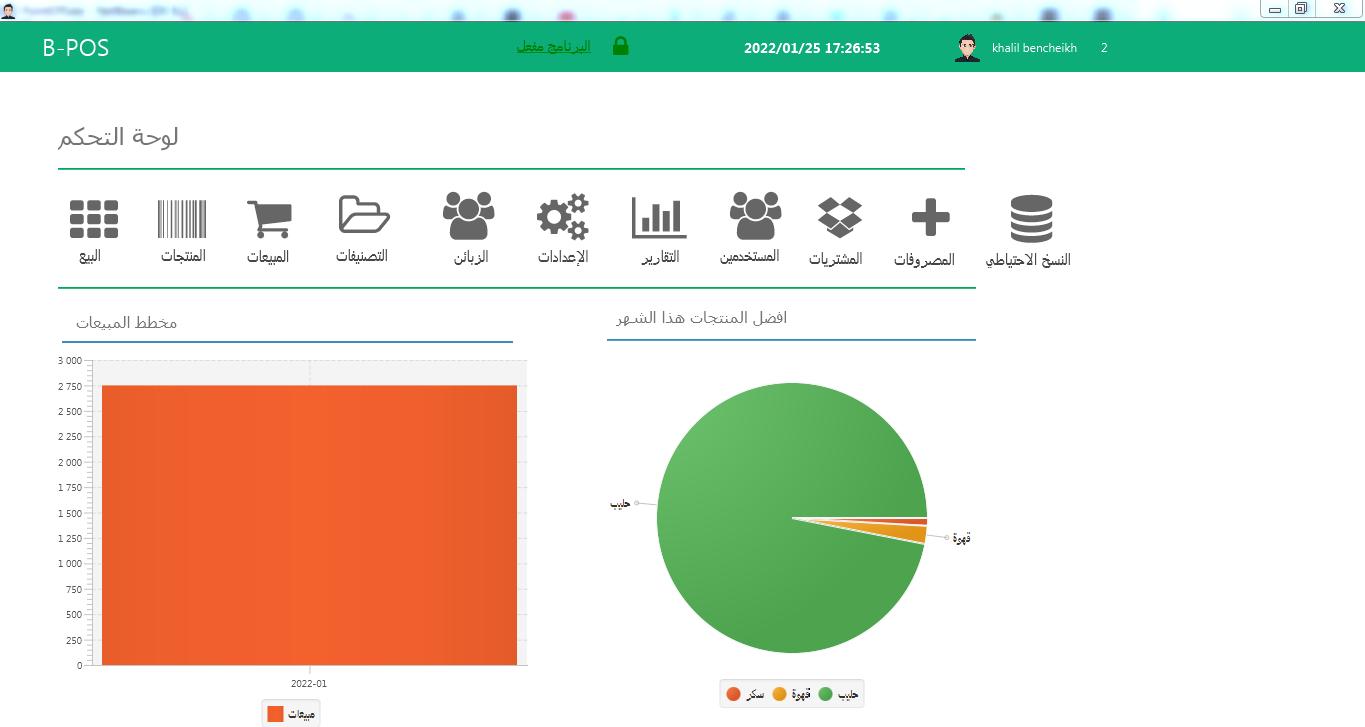 B-POS
البرنامج مفعل
2022/01/25 17:26:53
khalil bencheikh
2
لوحة التحكم
البيع
المنتجات
المبيعات
التصنيفات
الزبائن
الإعدادات
التقارير
المستخدمين
المشتريات
المصروفات
النسخ الاحتياطي
مخطط المبيعات
افضل المنتجات هذا الشهر
3 000
2 750
2 500
2 250
2 000
1 750
1 500
1 250
1 000
750
500
250
0
2022-01
مبيعات
حليب
قهوة
سكر قهوة حليب